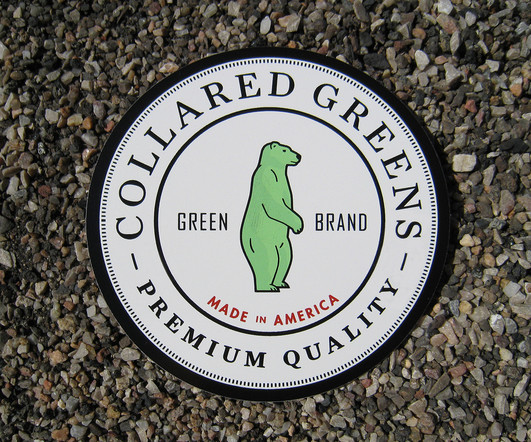 COLLARED GREENS
GREEN BRAND
MADE IN AMERICA
– PREMIUM QUALITY –